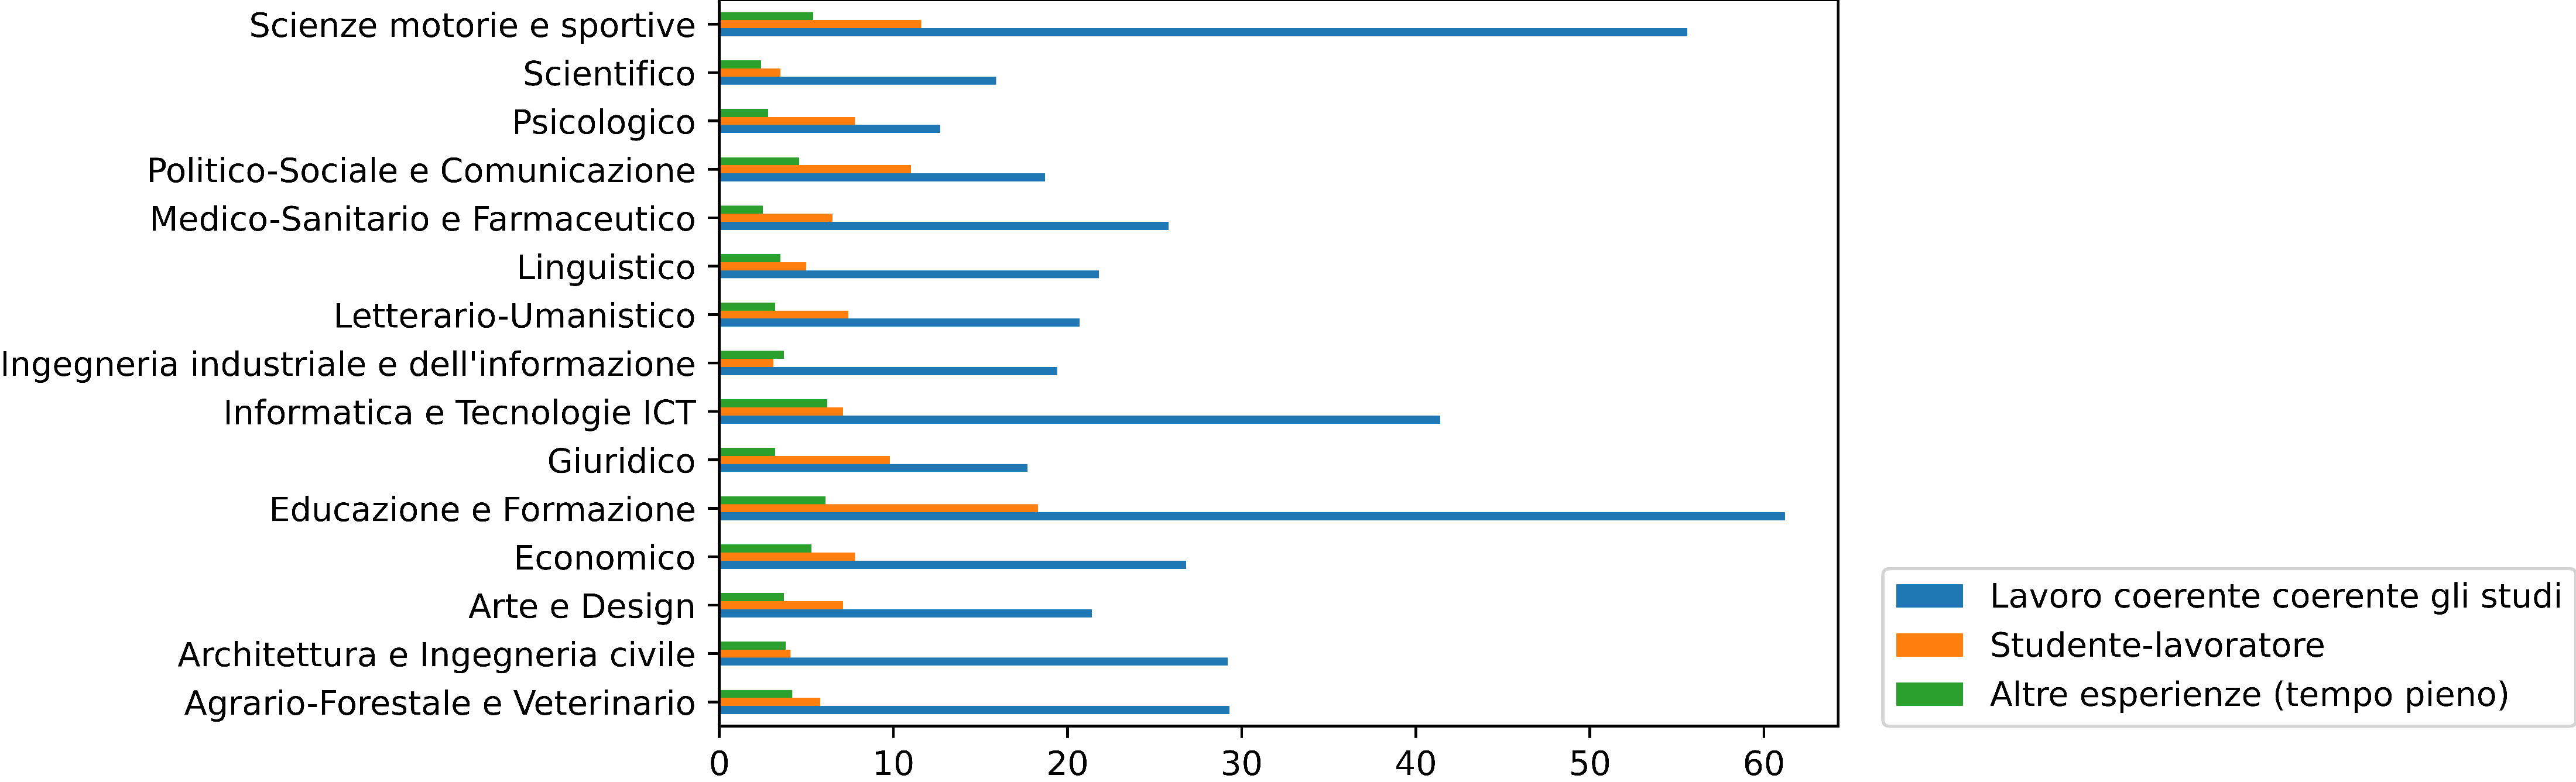 Scienze motorie e sportive
Scientifico
Psicologico
Politico-Sociale e Comunicazione
Medico-Sanitario e Farmaceutico
Linguistico
Letterario-Umanistico
Ingegneria industriale e dell'informazione
Informatica e Tecnologie ICT
Giuridico
Educazione e Formazione
Economico
Arte e Design
Architettura e Ingegneria civile
Agrario-Forestale e Veterinario
0 10 20 30 40 50 60
Lavoro coerente coerente gli studi
Studente-lavoratore
Altre esperienze (tempo pieno)